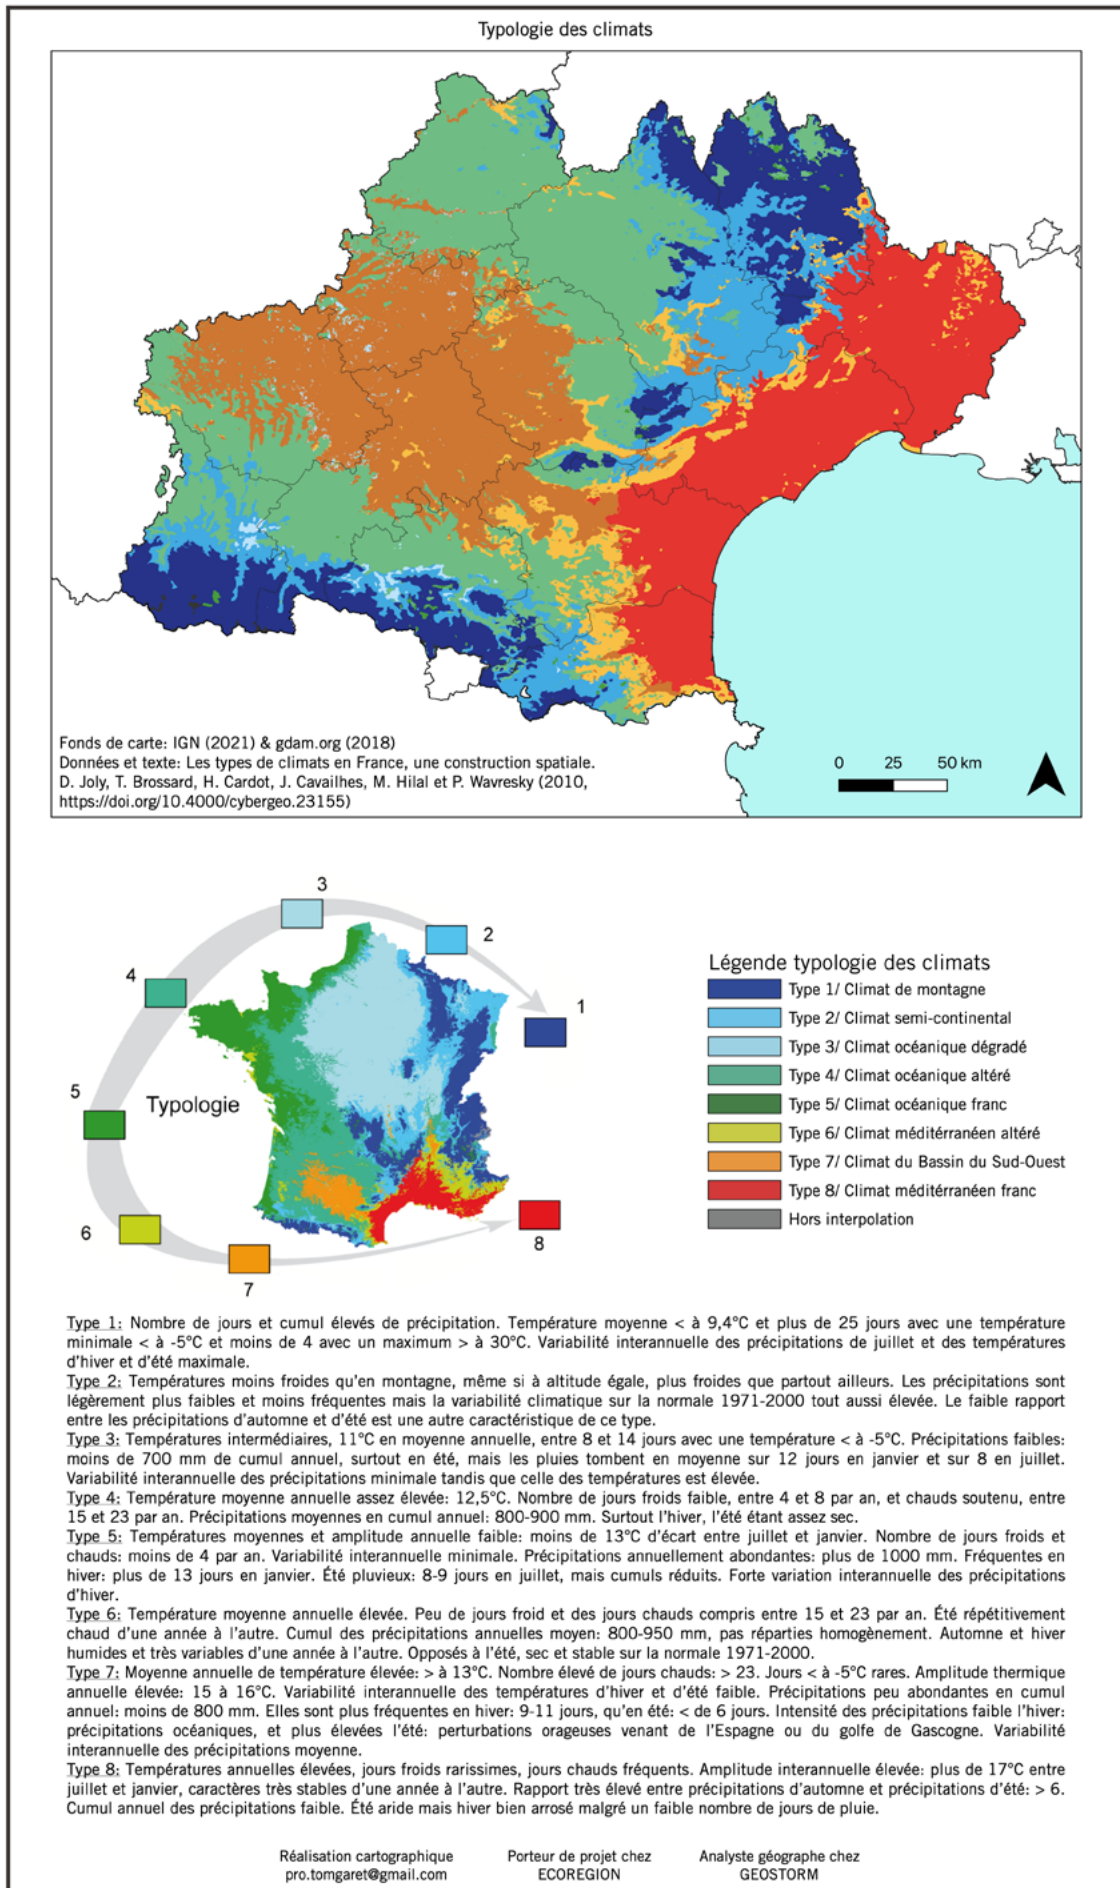 Typologie des climats
Fonds de carte: IGN (2021) & gdam.org (2018)
Données et texte: Les types de climats en France, une construction spatiale.
D. Joly, T. Brossard, H. Cardot, J. Cavailhes, M. Hilal et P. Wavresky (2010,
https://doi.org/10.4000/cybergeo.23155)
0 25 50 km
3
2
4
1
5
Typologie
6
7
8
Légende typologie des climats
Type 1/ Climat de montagne
Type 2/ Climat semi-continental
Type 3/ Climat océanique dégradé
Type 4/ Climat océanique altéré
Type 5/ Climat océanique franc
Type 6/ Climat méditérranéen altéré
Type 7/ Climat du Bassin du Sud-Ouest
Type 8/ Climat méditérranéen franc
Hors interpolation
Type 1: Nombre de jours et cumul élevés de précipitation. Température moyenne < à 9,4°C et plus de 25 jours avec une température
minimale < à -5°C et moins de 4 avec un maximum > à 30°C. Variabilité interannuelle des précipitations de juillet et des températures
d'hiver et d'été maximale.
Type 2: Températures moins froides qu'en montagne, même si à altitude égale, plus froides que partout ailleurs. Les précipitations sont
légèrement plus faibles et moins fréquentes mais la variabilité climatique sur la normale 1971-2000 tout aussi élevée. Le faible rapport
entre les précipitations d'automne et d'été est une autre caractéristique de ce type.
Type 3: Températures intermédiaires, 11°C en moyenne annuelle, entre 8 et 14 jours avec une température < à -5°C. Précipitations faibles:
moins de 700 mm de cumul annuel, surtout en été, mais les pluies tombent en moyenne sur 12 jours en janvier et sur 8 en juillet.
Variabilité interannuelle des précipitations minimale tandis que celle des températures est élevée.
Type 4: Température moyenne annuelle assez élevée: 12,5°C. Nombre de jours froids faible, entre 4 et 8 par an, et chauds soutenu, entre
15 et 23 par an. Précipitations moyennes en cumul annuel: 800-900 mm. Surtout l'hiver, l'été étant assez sec.
Type 5: Températures moyennes et amplitude annuelle faible: moins de 13°C d'écart entre juillet et janvier. Nombre de jours froids et
chauds: moins de 4 par an. Variabilité interannuelle minimale. Précipitations annuellement abondantes: plus de 1000 mm. Fréquentes en
hiver: plus de 13 jours en janvier. Été pluvieux: 8-9 jours en juillet, mais cumuls réduits. Forte variation interannuelle des précipitations
d'hiver.
Type 6: Température moyenne annuelle élevée. Peu de jours froid et des jours chauds compris entre 15 et 23 par an. Été répétitivement
chaud d'une année à l'autre. Cumul des précipitations annuelles moyen: 800-950 mm, pas réparties homogènement. Automne et hiver
humides et très variables d'une année à l'autre. Opposés à l'été, sec et stable sur la normale 1971-2000.
Type 7: Moyenne annuelle de température élevée: > à 13°C. Nombre élevé de jours chauds: > 23. Jours < à -5°C rares. Amplitude thermique
annuelle élevée: 15 à 16°C. Variabilité interannuelle des températures d'hiver et d'été faible. Précipitations peu abondantes en cumul
annuel: moins de 800 mm. Elles sont plus fréquentes en hiver: 9-11 jours, qu'en été: < de 6 jours. Intensité des précipitations faible l'hiver:
précipitations océaniques, et plus élevées l'été: perturbations orageuses venant de l'Espagne ou du golfe de Gascogne. Variabilité
interannuelle des précipitations moyenne.
Type 8: Températures annuelles élevées, jours froids rarissimes, jours chauds fréquents. Amplitude interannuelle élevée: plus de 17°C entre
juillet et janvier, caractères très stables d'une année à l'autre. Rapport très élevé entre précipitations d'automne et précipitations d'été: > 6.
Cumul annuel des précipitations faible. Été aride mais hiver bien arrosé malgré un faible nombre de jours de pluie.
Réalisation cartographique
pro.tomgaret@gmail.com
Porteur de projet chez
ECOREGION
Analyste géographe chez
GEOSTORM